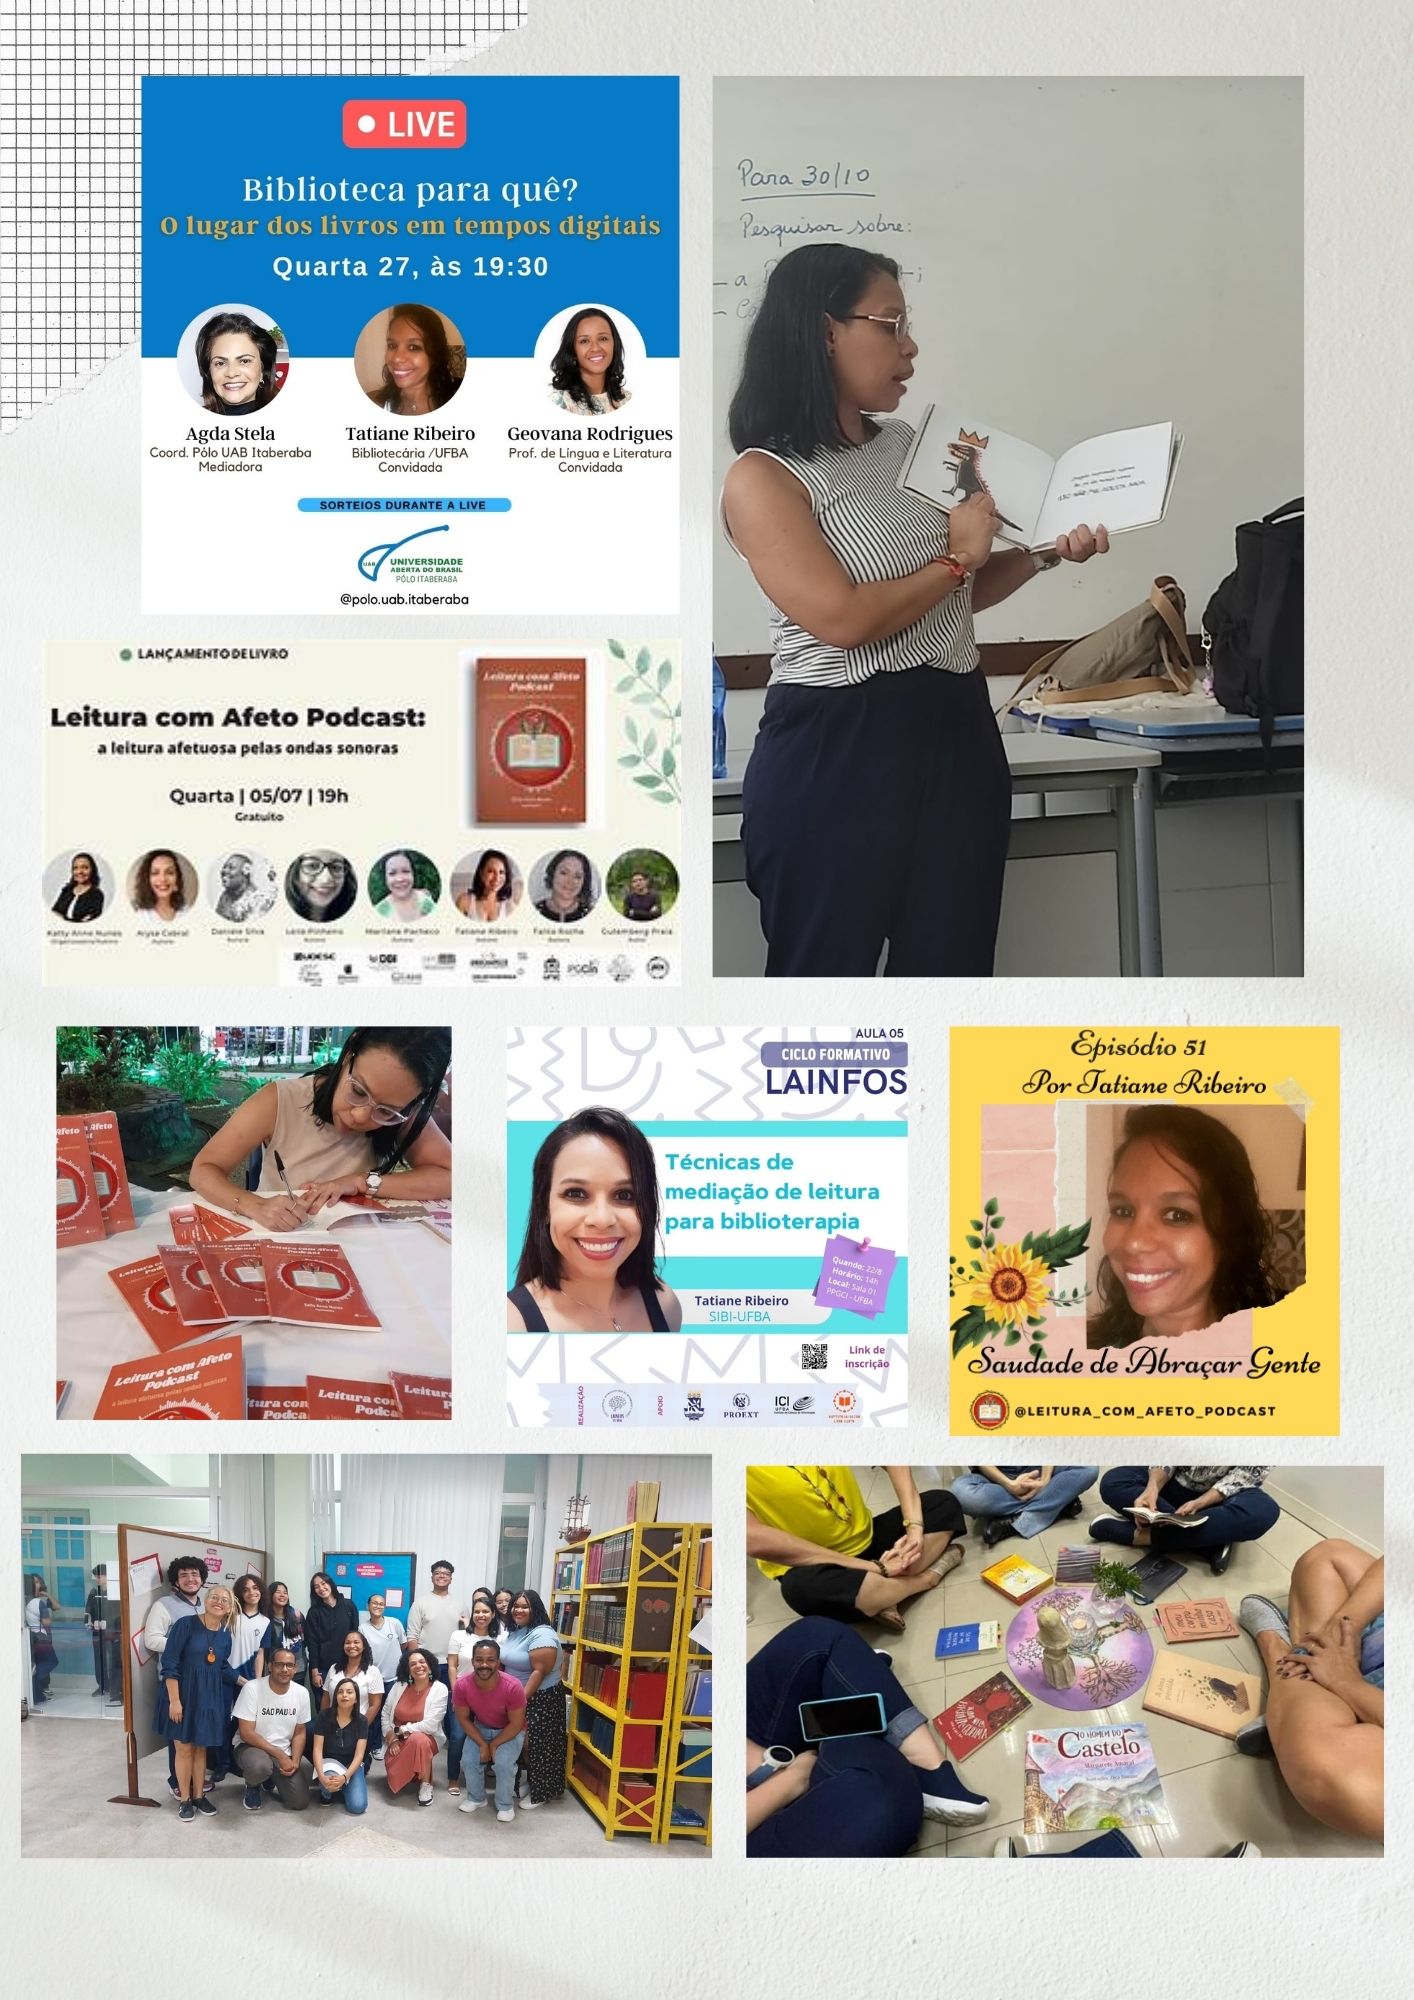 LIVE
Biblioteca para quê?
O lugar dos livros em tempos digitais
Quarta 27, às 19:30
Agda Stela
Coord. Pólo UAB Itaberaba
Mediadora
Tatiane Ribeiro
Bibliotecária /UFBA
Convidada
Geovana Rodrigues
Prof. de Língua e Literatura
Convidada
SORTEIOS DURANTE A LIVE
UAB
UNIVERSIDADE
ABERTA DO BRASIL
PÓLO ITABERABA
@polo.uab.itaberaba
Para 30/10
Pesquisar sobre:
- a
LANÇAMENTO DE LIVRO
Leitura com Afeto Podcast:
a leitura afetuosa pelas ondas sonoras
Quarta | 05/07 | 19h
Gratuito
Leitura com Afeto
Podcast
Katty Anne Nunes
Aryse Cabral
Daniele Silva
Leila Pinheiro
Marilene Pacheco
Tatiane Ribeiro
Talita Rocha
Gutemberg Praia
Leitura com Afeto
Podcast
Leitura com Afeto
Podcast
a leitura afetuosa pelas ondas sonoras
AULA 05
CICLO FORMATIVO
LAINFOS
Técnicas de
mediação de leitura
para biblioterapia
Quando: 22/8
Horário: 14h
Local: Sala 01
PPGCI - UFBA
Tatiane Ribeiro
SIBI-UFBA
Link de
inscrição
REALIZAÇÃO
APOIO
PROEXT
ICI
UFBA
Episódio 51
Por Tatiane Ribeiro
Saudade de Abraçar Gente
@LEITURA_COM_AFETO_PODCAST
SÃO PAULO
O HOMEM DO
Castelo
Margarete Amaral